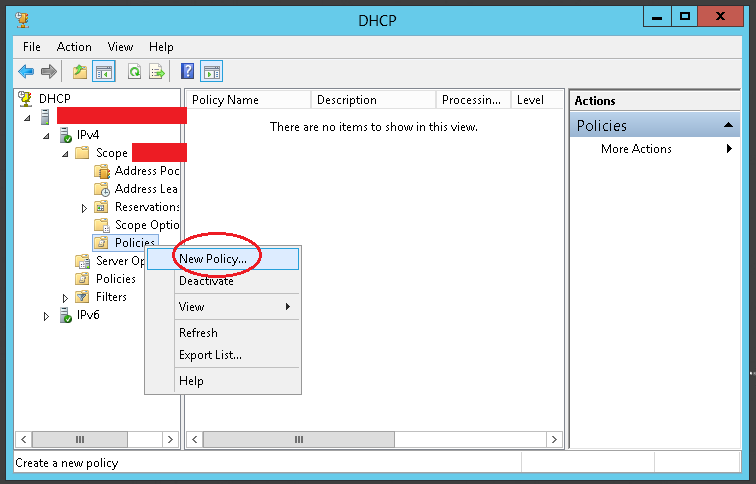 DHCP
File Action View Help
DHCP
IPv4
Scope
Address Poo
Address Lea
Reservations
Scope Optio
Policies
Server Op
Policies
Filters
IPv6
New Policy...
Deactivate
View
Refresh
Export List...
Help
Policy Name Description Processin... Level
There are no items to show in this view.
Actions
Policies
More Actions
Create a new policy